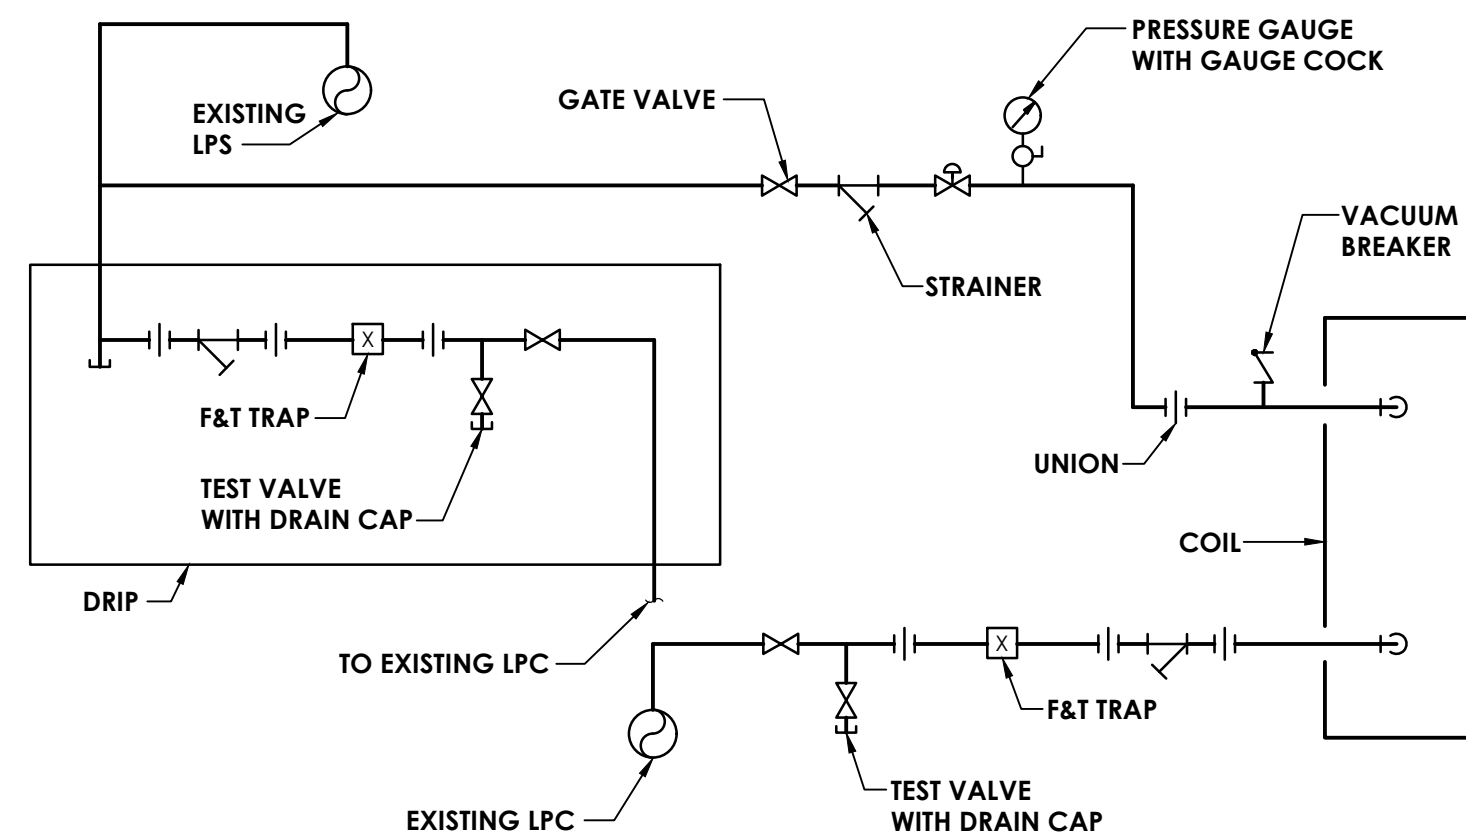 PRESSURE GAUGE
WITH GAUGE COCK
GATE VALVE
EXISTING
LPS
VACUUM
BREAKER
STRAINER
X
F&T TRAP
UNION
TEST VALVE
WITH DRAIN CAP
COIL
DRIP
TO EXISTING LPC
X
F&T TRAP
EXISTING LPC
TEST VALVE
WITH DRAIN CAP